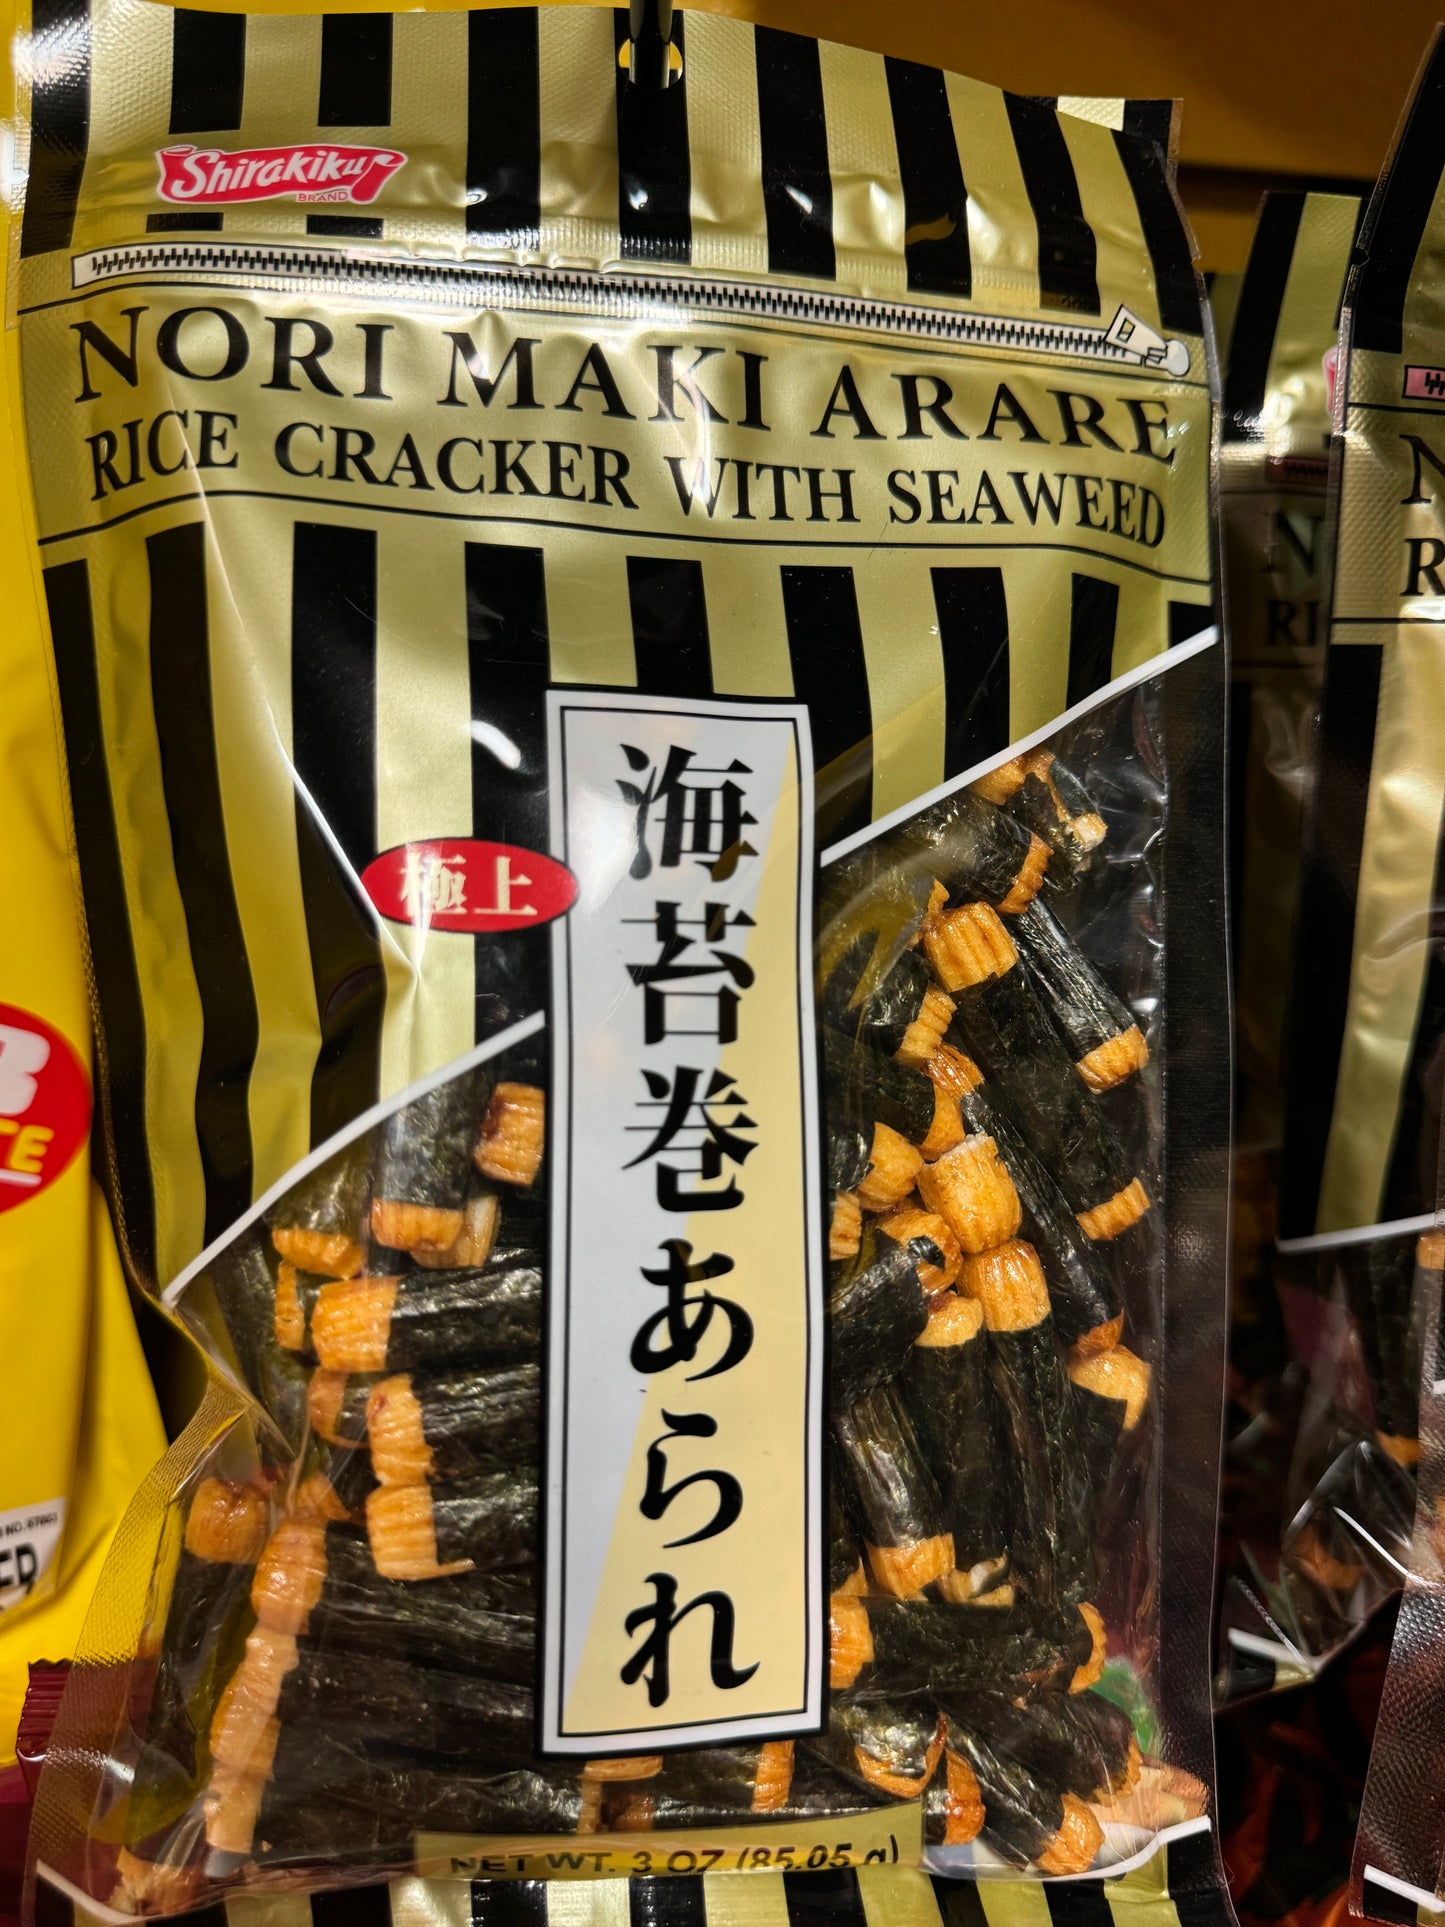 Shirakiku
BRAND
NORI MAKI ARARE
RICE CRACKER WITH SEAWEED
極上
海苔巻あられ
NET WT. 3 OZ (85.05 g)